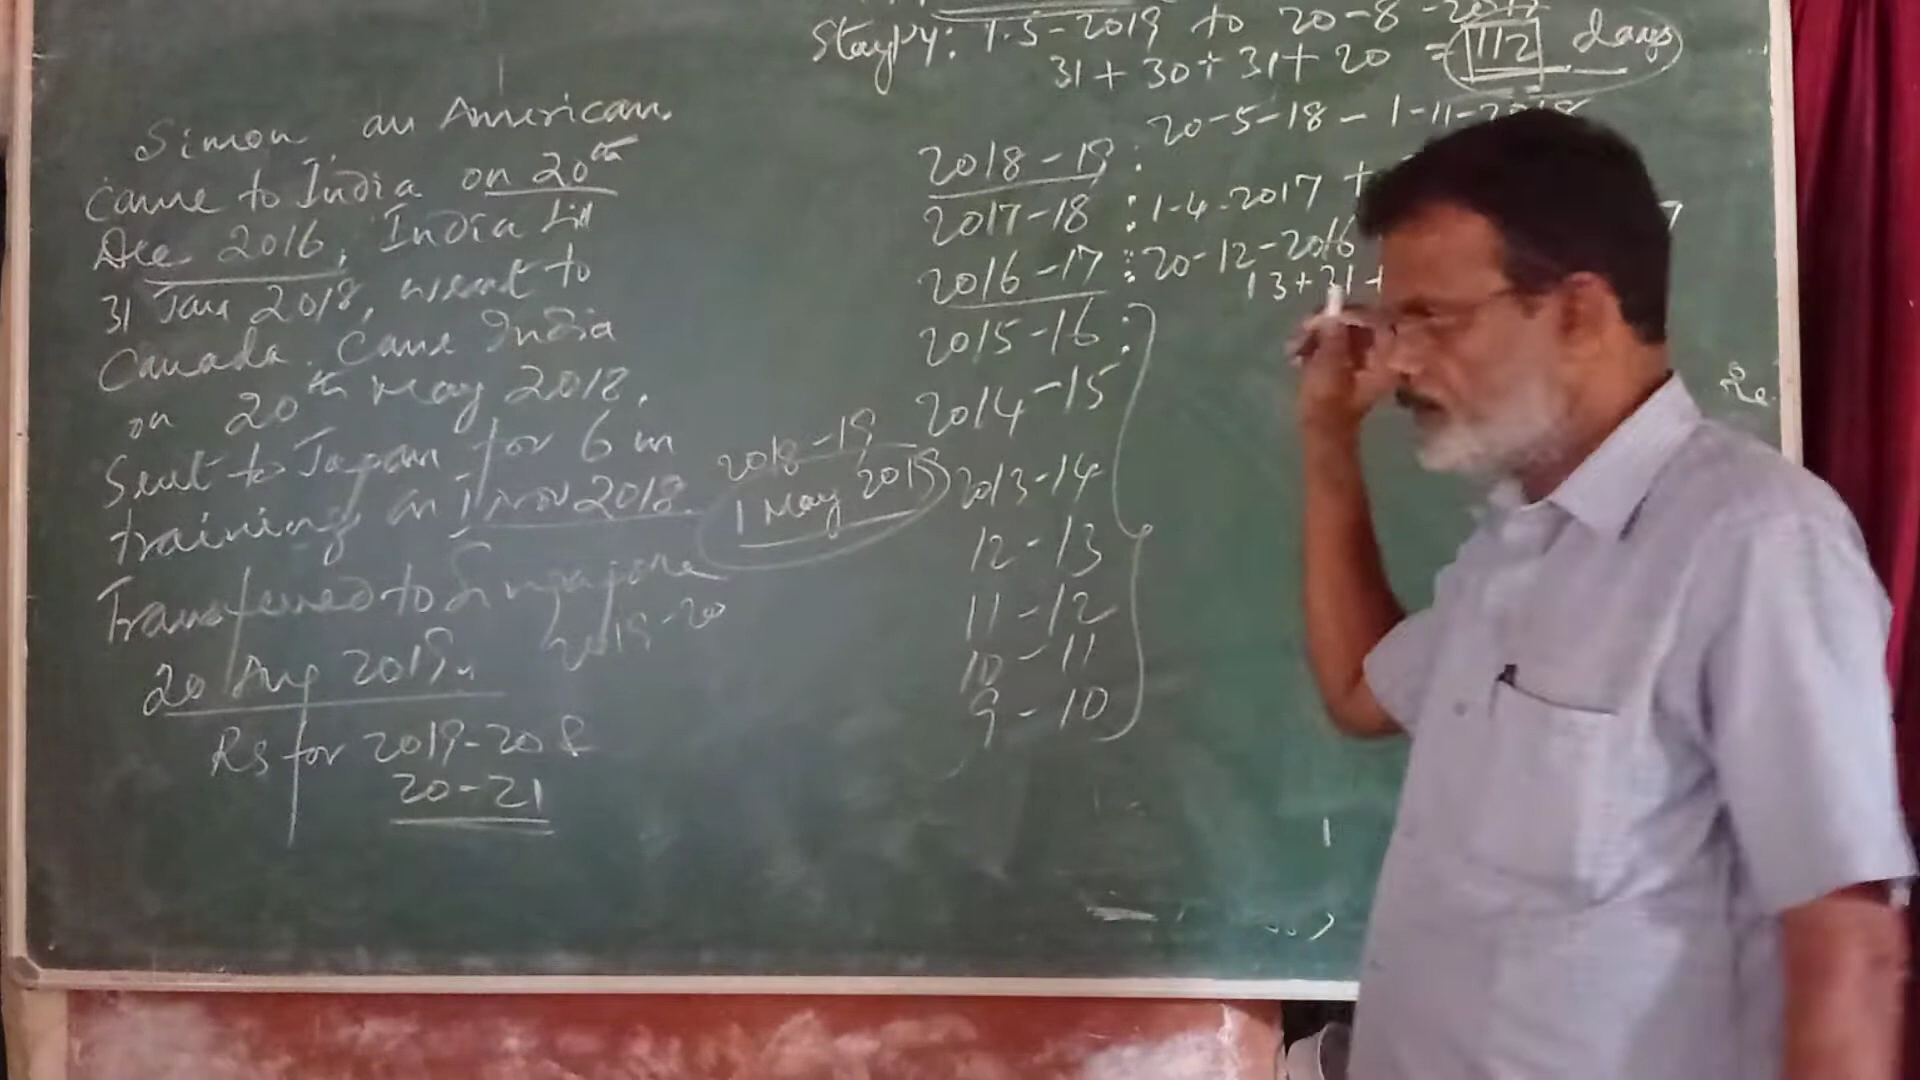 Stay py: 1-5-2019 to 20-8-2019
31 + 30 + 31 + 20 = 112 days
Simon an American
came to India on 20th
Dec 2016, India till
31 Jan 2018, went to
Canada. Came India
on 20th May 2018.
Sent to Japan for 6 m
training on 1 Nov 2018.
2018-19
1 May 2019
Transferred to Singapore
20 Aug 2019. 2019-20
Rs for 2019-20 &
20-21
2018-19 : 20-5-18 - 1-11-2018
2017-18 : 1-4-2017 +
2016-17 : 20-12-2016
13+31+
2015-16 :
2014-15
2013-14
12-13
11-12
10-11
9-10
Re